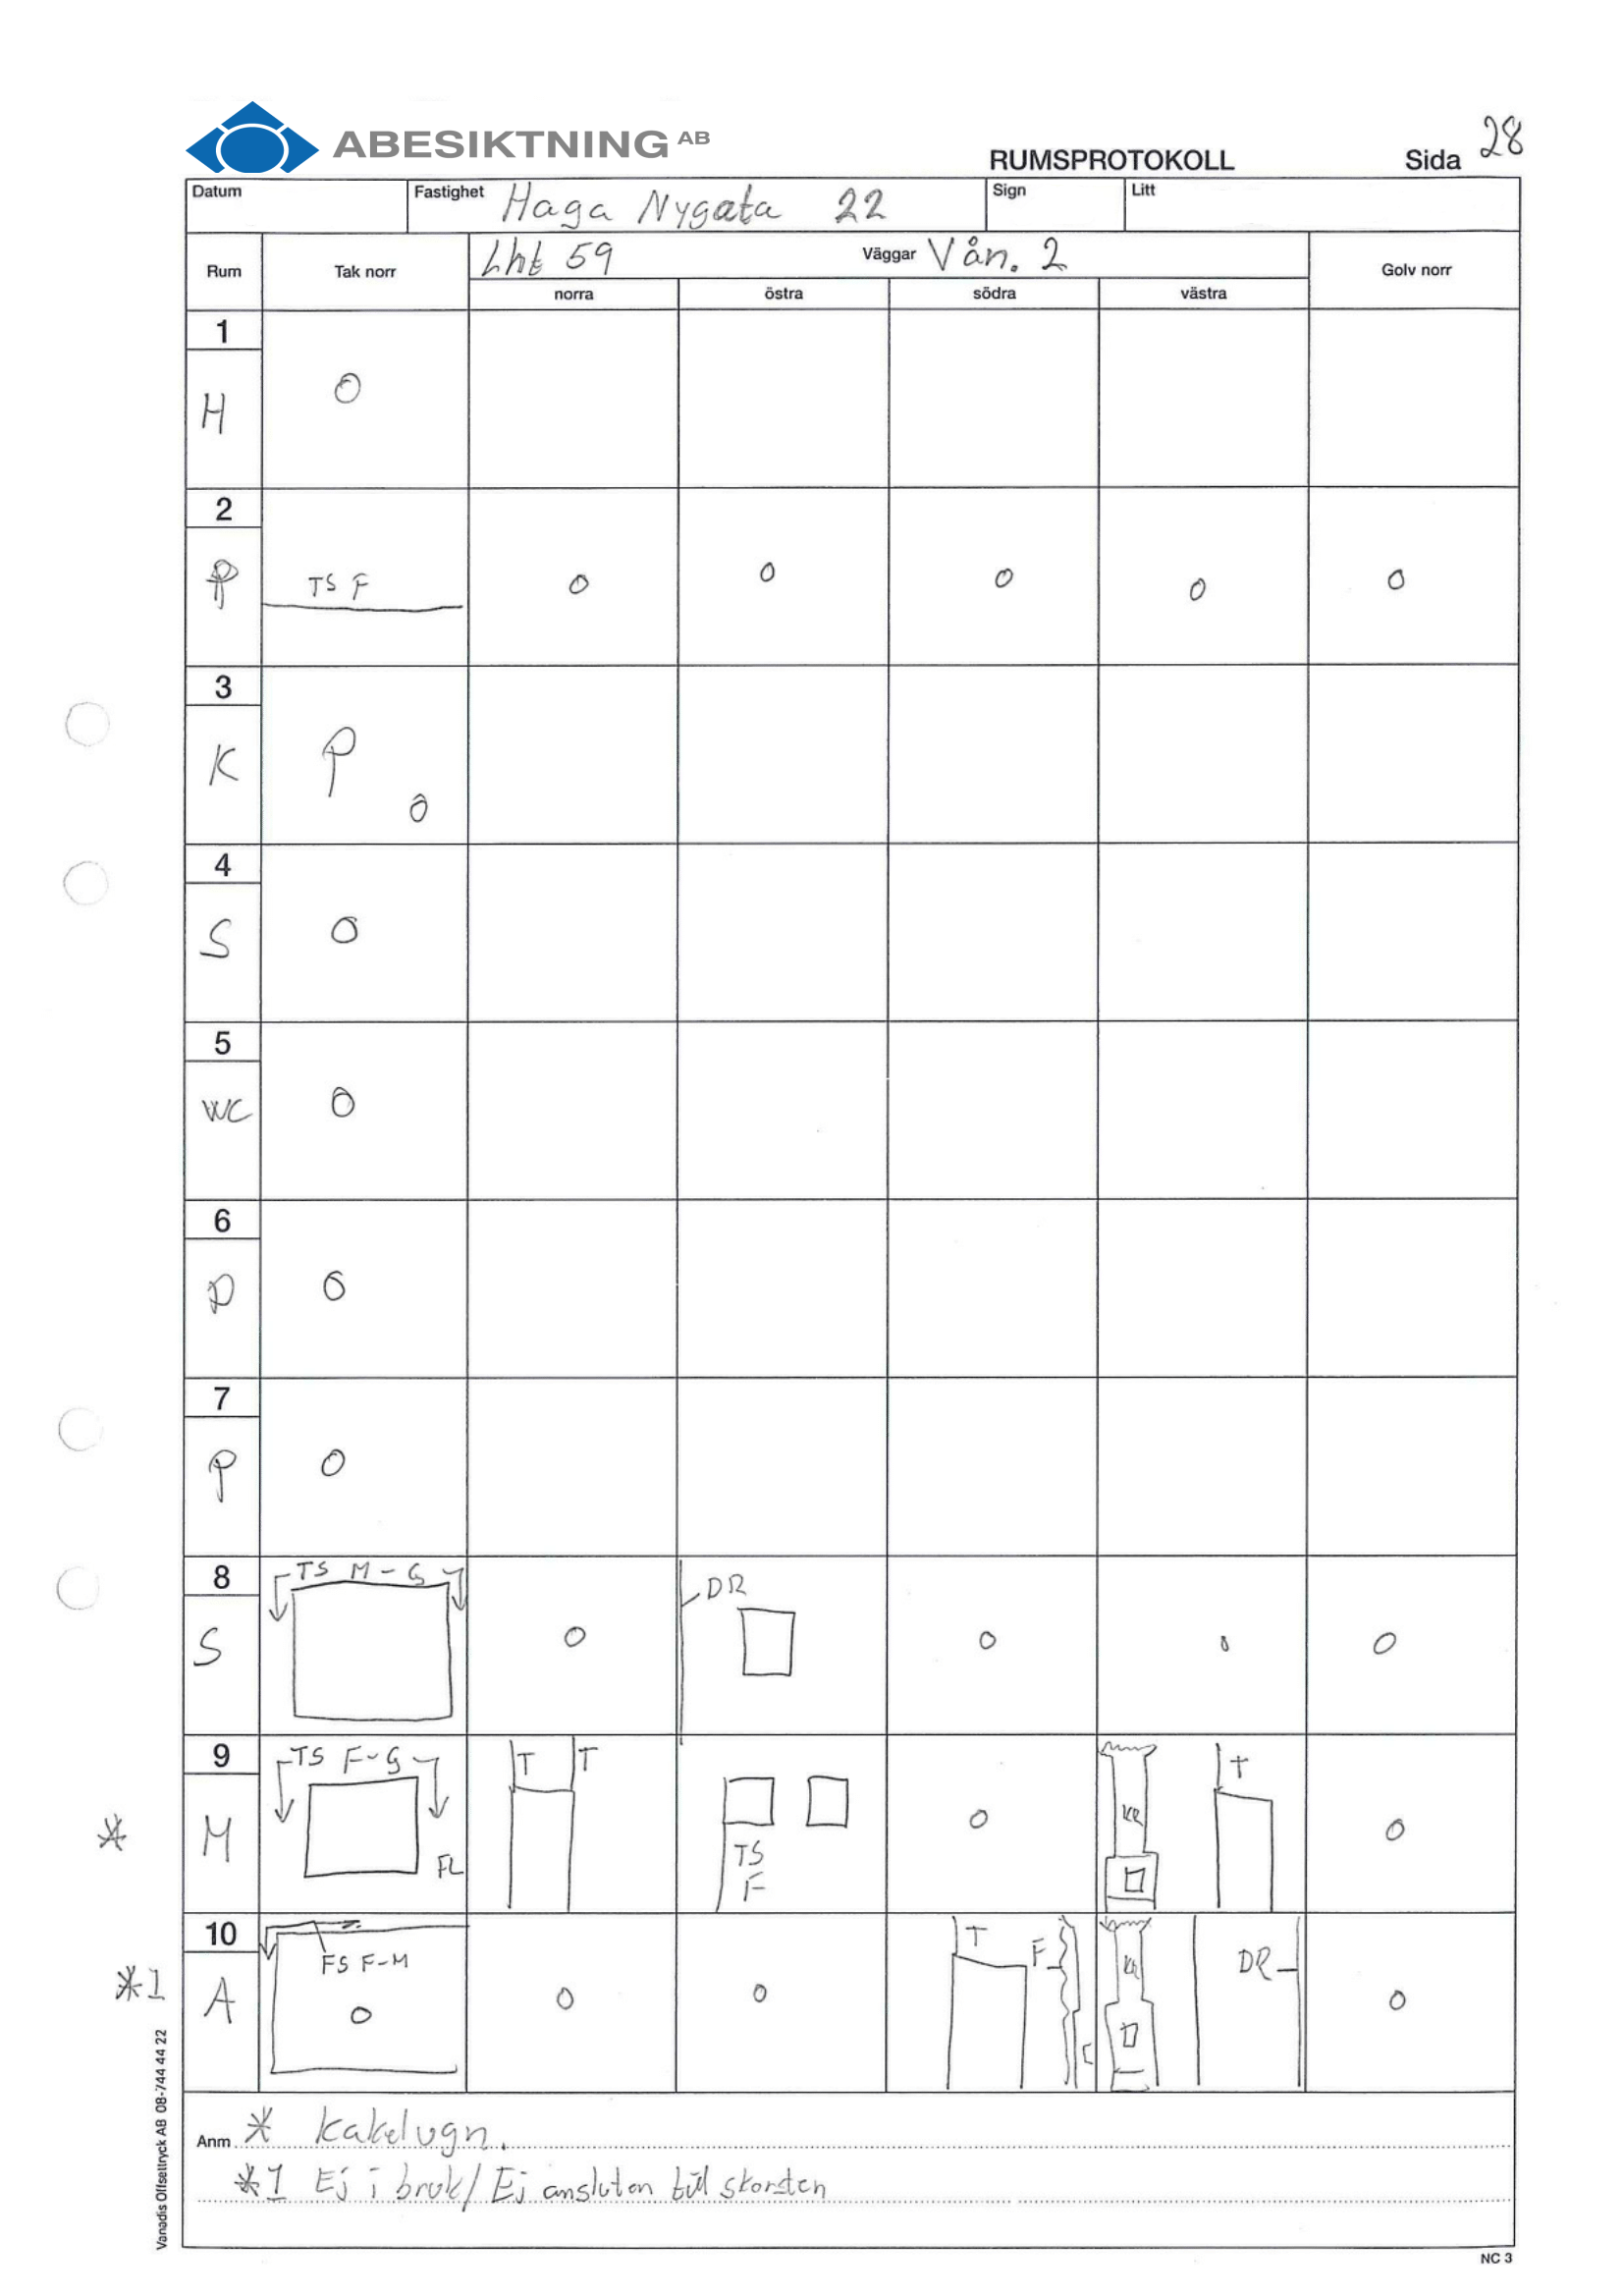 ABESIKTNING AB
RUMSPROTOKOLL Sida 28
Datum Fastighet Haga Nygata 22 Sign Litt
Rum Tak norr Lht 59 Väggar Vån. 2 Golv norr
norra östra södra västra
1
H O
2
P TS F O O O O O
3
K P
O
4
S O
5
WC O
6
D O
7
P O
8 TS M-G DR
S O O O O
9 TS F-G T T T
* M FL TS F O KR O
10 T F
*1 A FS F-M KR DR
O O O O
Anm * Kakelugn.
*1 Ej i bruk/Ej ansluten till skorsten
Vanadis Offsettryck AB 08-744 44 22
NC 3